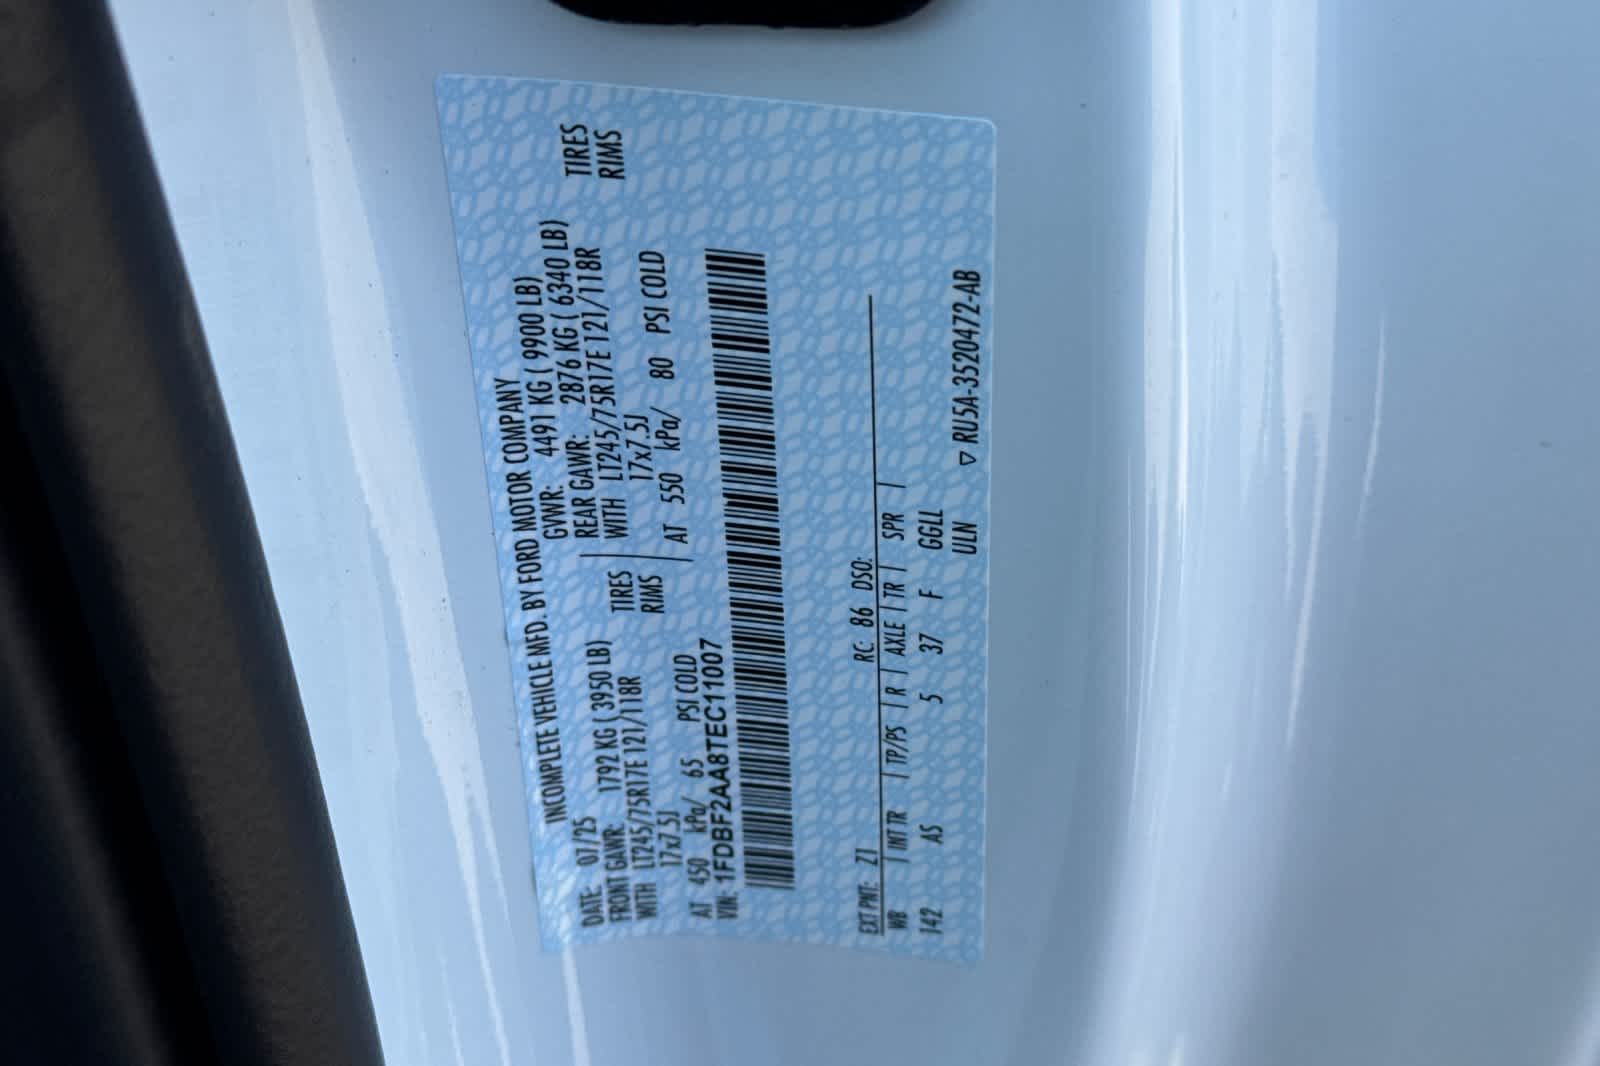 INCOMPLETE VEHICLE MFD. BY FORD MOTOR COMPANY
DATE: 07/25 GVWR: 4491 KG ( 9900 LB)
FRONT GAWR: 1792 KG ( 3950 LB) REAR GAWR: 2876 KG ( 6340 LB)
WITH LT245/75R17E 121/118R TIRES WITH LT245/75R17E 121/118R TIRES
17x7.5J RIMS 17x7.5J RIMS
AT 450 kPa/ 65 PSI COLD AT 550 kPa/ 80 PSI COLD
VIN: 1FDBF2AA8TEC11007
EXT PNT: Z1 RC: 86 DSO:
WB | INT TR | TP/PS | R | AXLE | TR | SPR |
142 AS 5 37 F GGLL
ULN ▽ RU5A-3520472-AB